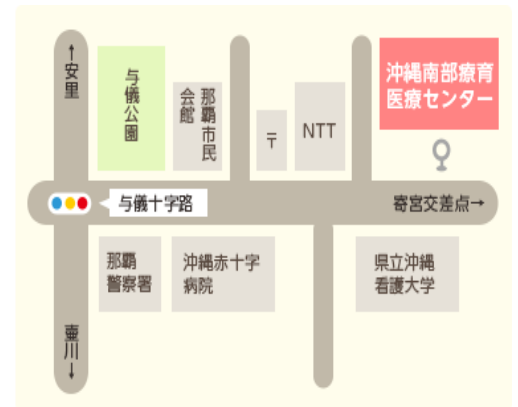 ↑安里
与儀公園
那覇市民
会館
〒
NTT
沖縄南部療育
医療センター
与儀十字路
寄宮交差点→
那覇
警察署
沖縄赤十字
病院
県立沖縄
看護大学
壷川↓